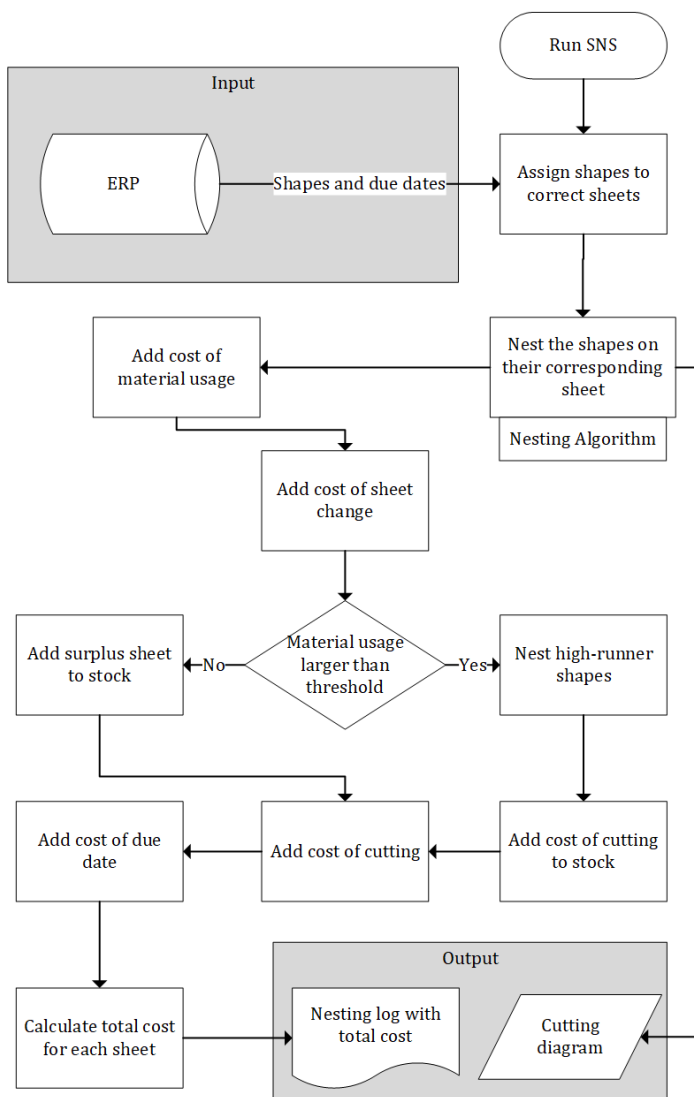 Run SNS
Input
ERP
Shapes and due dates
Assign shapes to
correct sheets
Add cost of
material usage
Nest the shapes on
their corresponding
sheet
Nesting Algorithm
Add cost of sheet
change
Add surplus sheet
to stock
No
Material usage
larger than
threshold
Yes
Nest high-runner
shapes
Add cost of due
date
Add cost of cutting
Add cost of cutting
to stock
Output
Calculate total cost
for each sheet
Nesting log with
total cost
Cutting
diagram